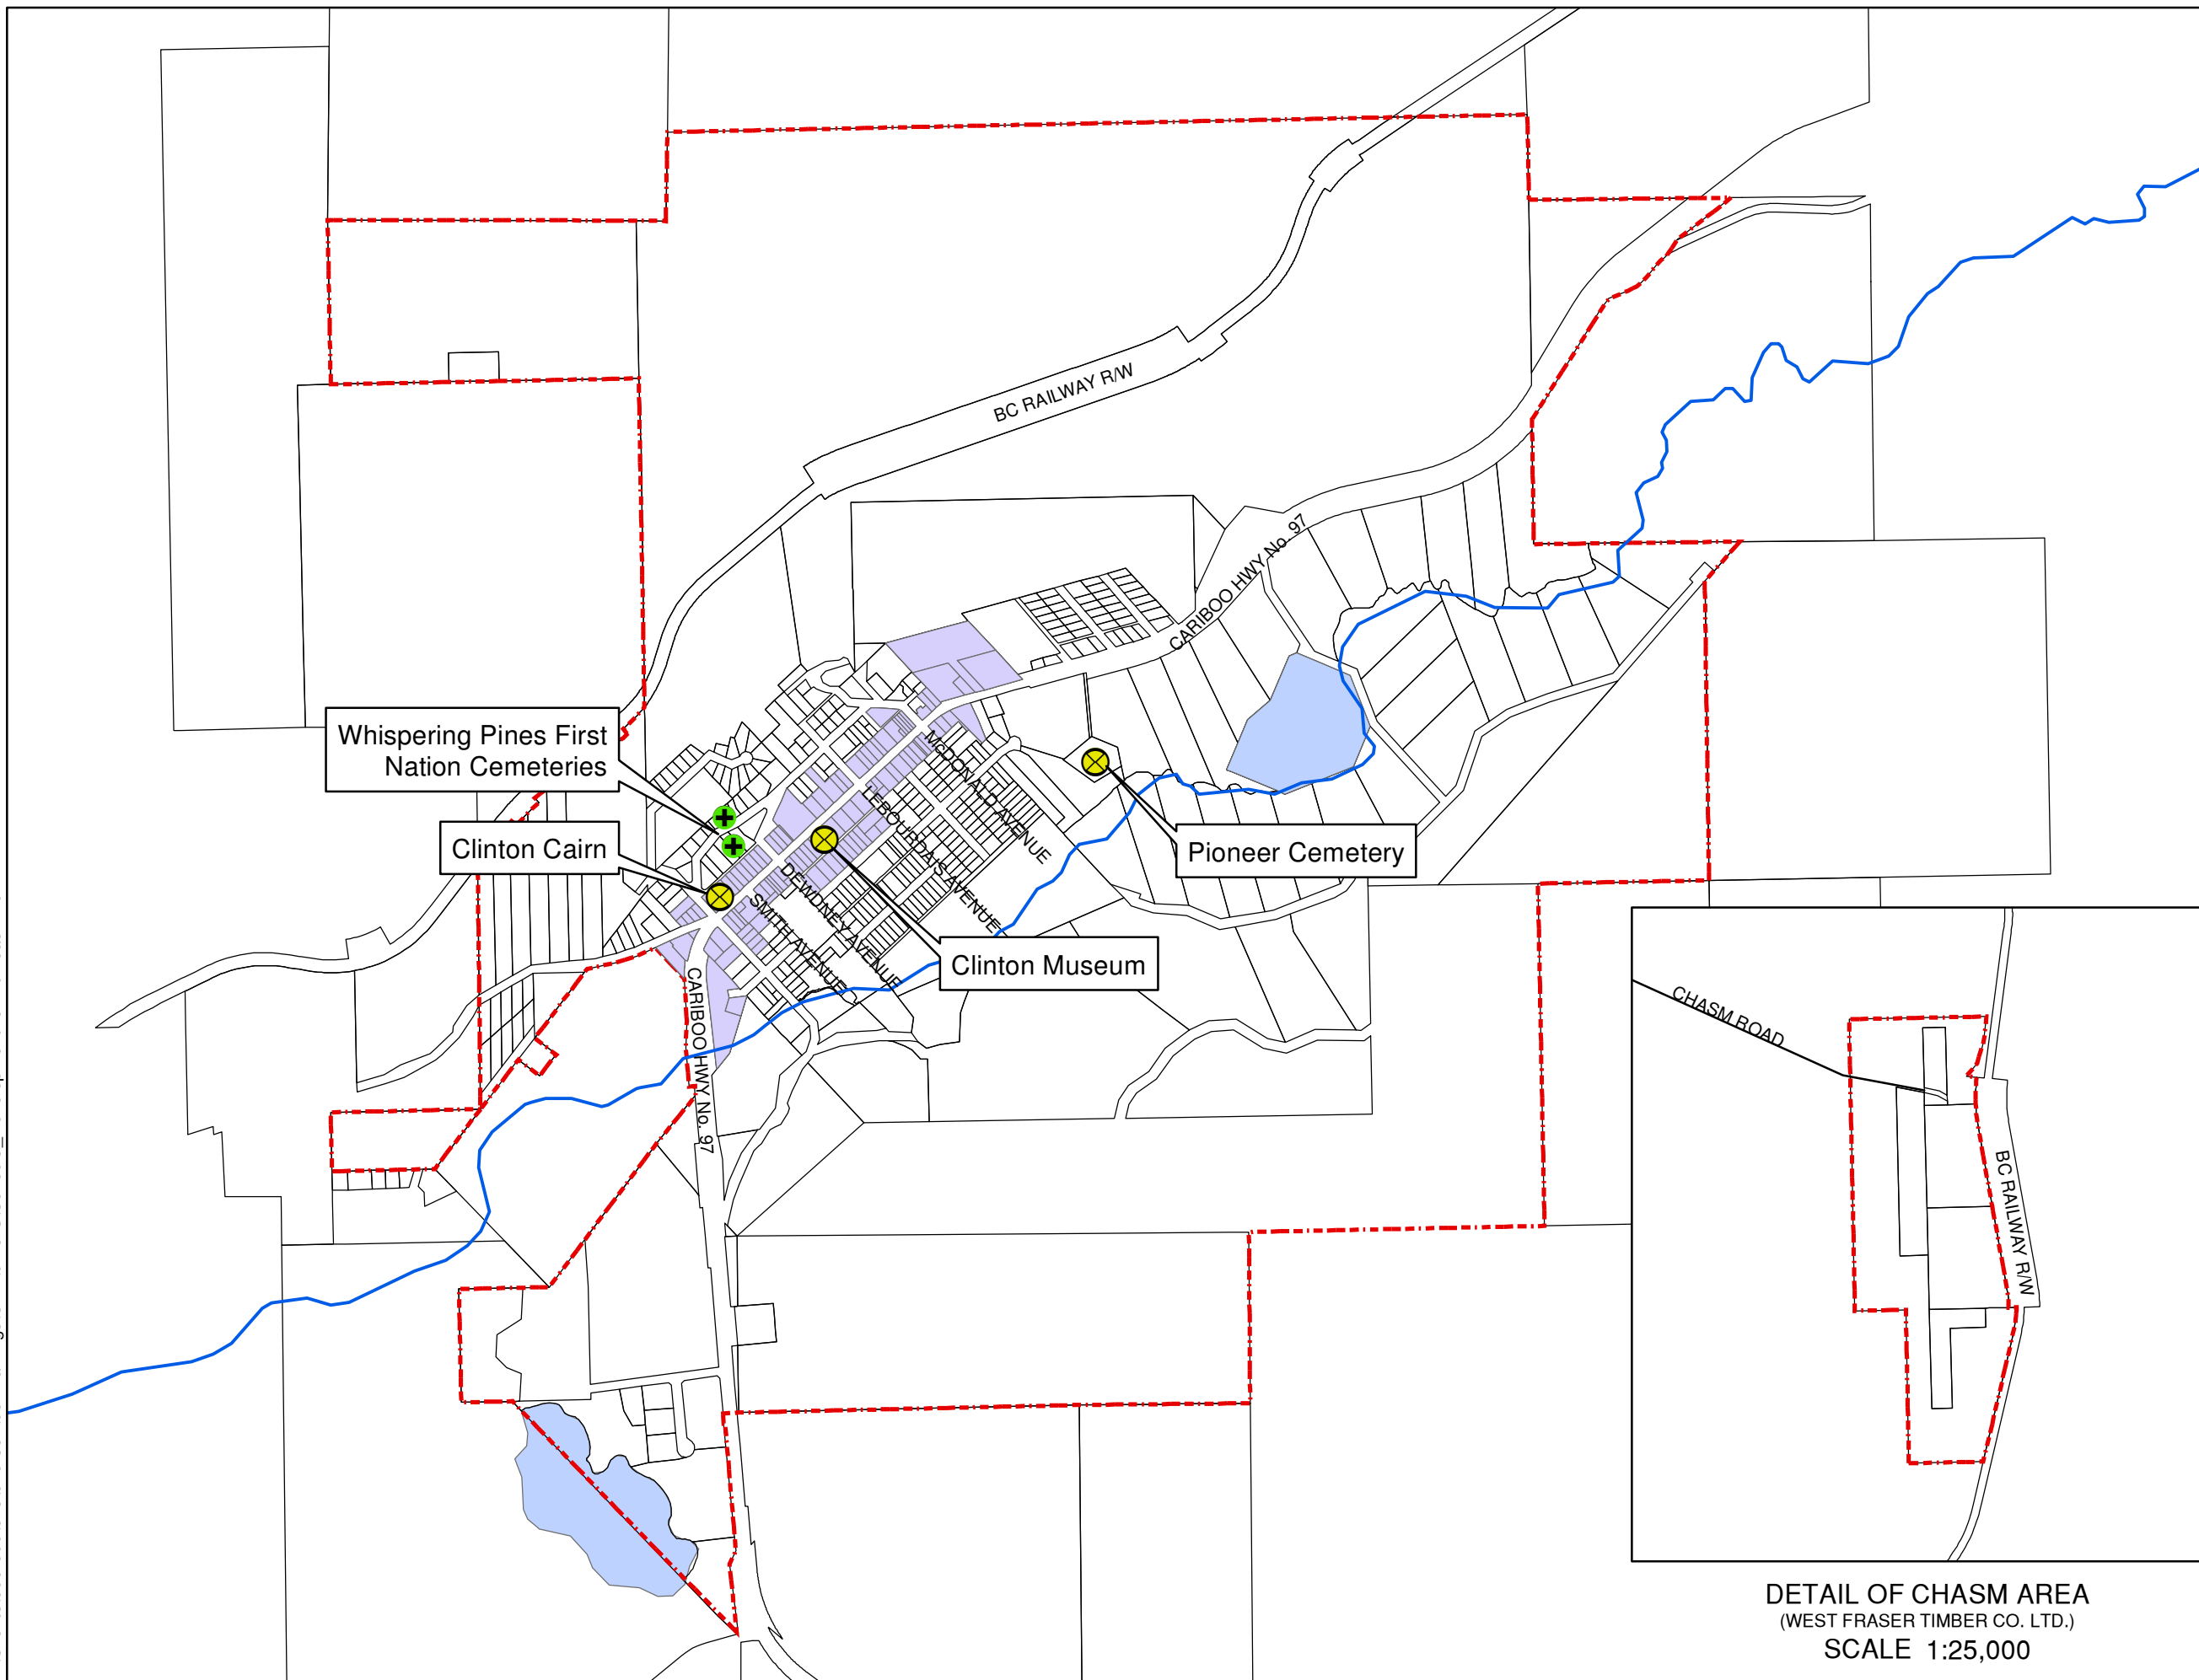 BC RAILWAY R/W
CARIBOO HWY No. 97
Whispering Pines First
Nation Cemeteries
McDONALD AVENUE
LEBOURDAIS AVENUE
Clinton Cairn
Pioneer Cemetery
DEWDNEY AVENUE
SMITH AVENUE
Clinton Museum
CARIBOO HWY No. 97
CHASM ROAD
BC RAILWAY R/W
DETAIL OF CHASM AREA
(WEST FRASER TIMBER CO. LTD.)
SCALE 1:25,000